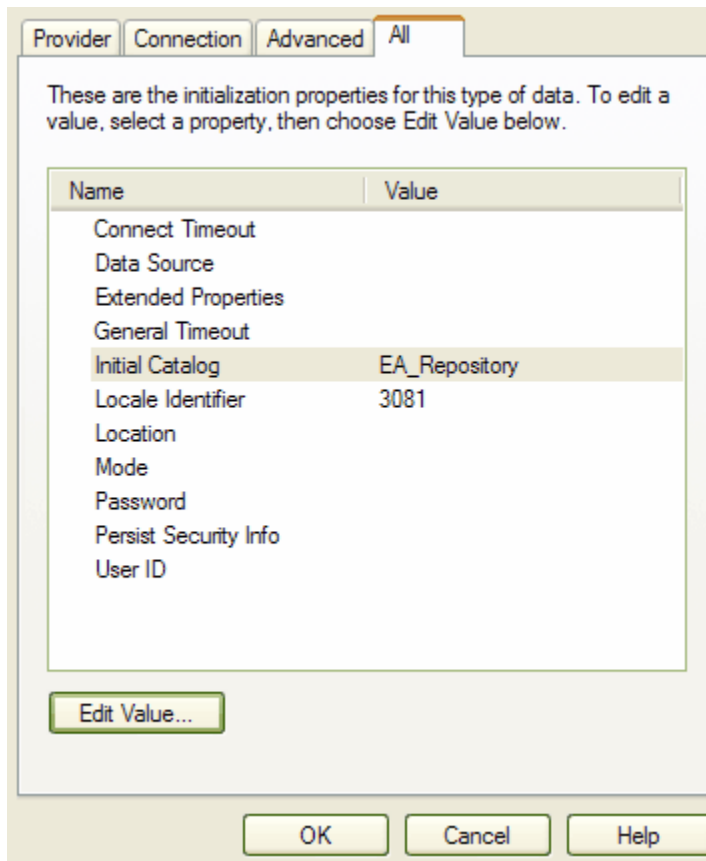 Provider Connection Advanced All
These are the initialization properties for this type of data. To edit a
value, select a property, then choose Edit Value below.
Name Value
Connect Timeout
Data Source
Extended Properties
General Timeout
Initial Catalog EA_Repository
Locale Identifier 3081
Location
Mode
Password
Persist Security Info
User ID
Edit Value...
OK Cancel Help